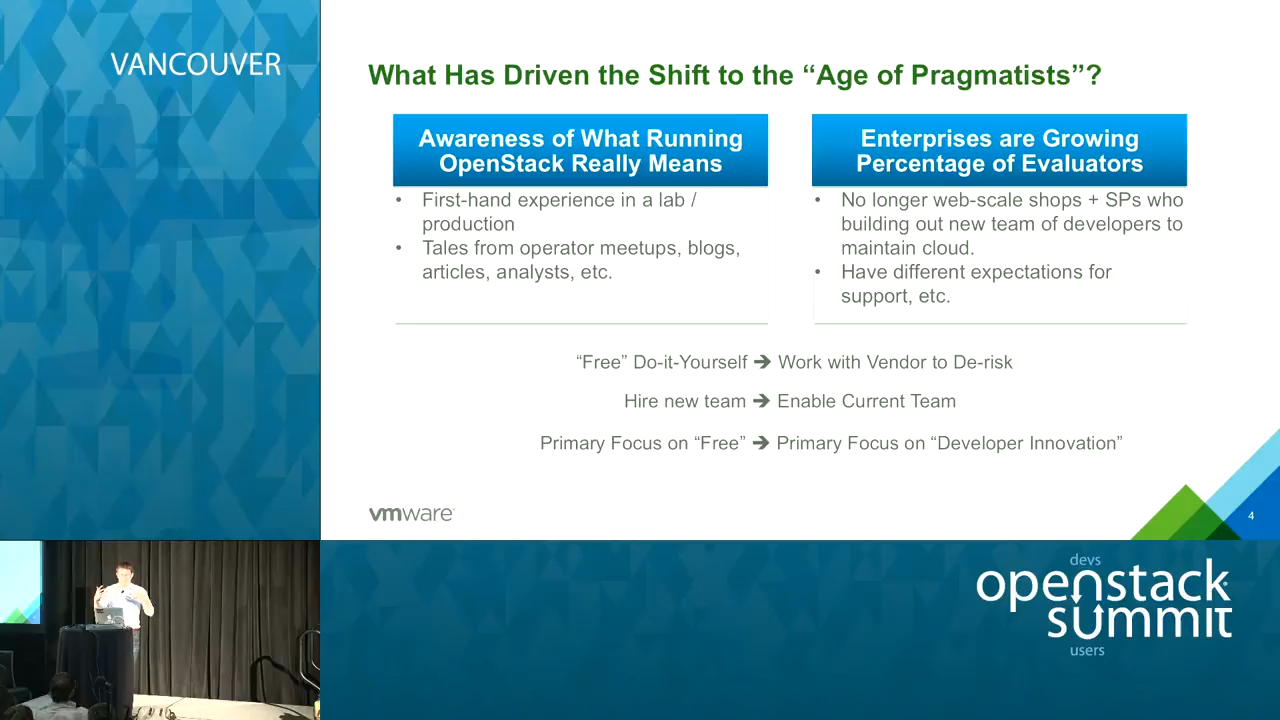 VANCOUVER
What Has Driven the Shift to the “Age of Pragmatists”?
Awareness of What Running
OpenStack Really Means
• First-hand experience in a lab /
production
• Tales from operator meetups, blogs,
articles, analysts, etc.
Enterprises are Growing
Percentage of Evaluators
• No longer web-scale shops + SPs who
building out new team of developers to
maintain cloud.
• Have different expectations for
support, etc.
“Free” Do-it-Yourself ➔ Work with Vendor to De-risk
Hire new team ➔ Enable Current Team
Primary Focus on “Free” ➔ Primary Focus on “Developer Innovation”
vmware
4
devs
openstack
summit
users